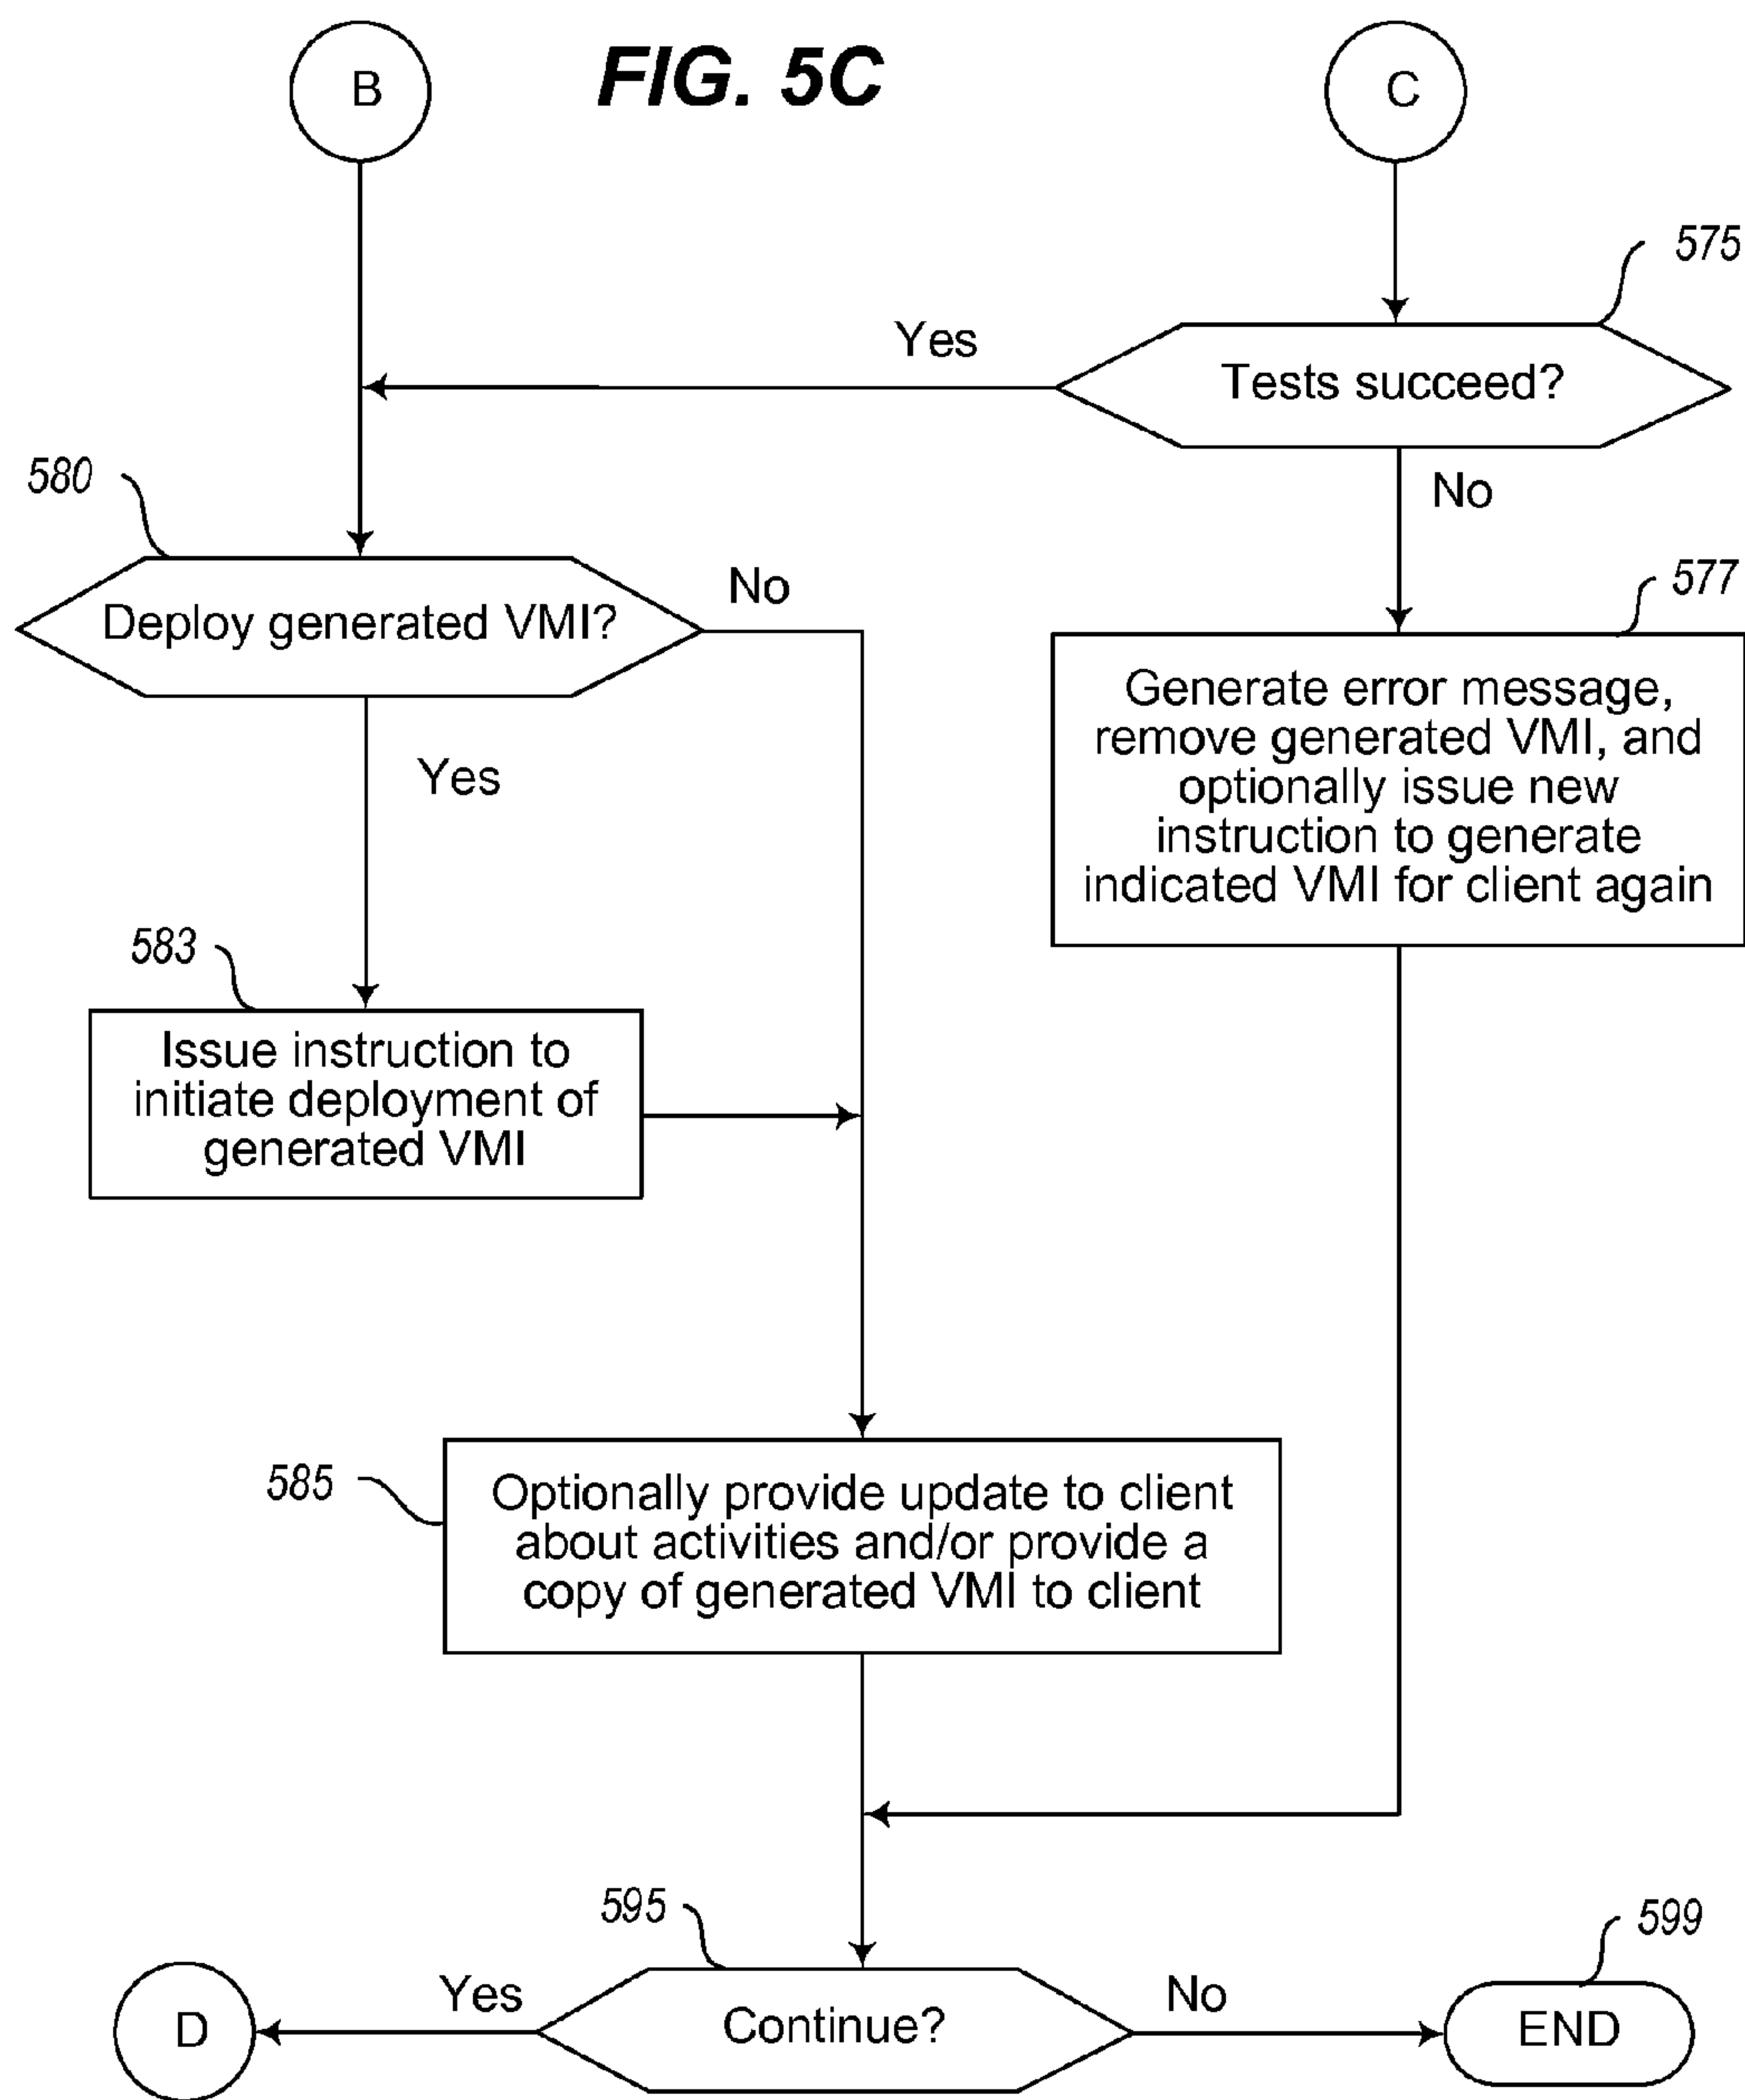 B
FIG. 5C
C
575
Yes
Tests succeed?
580
No
577
Deploy generated VMI?
No
Generate error message,
remove generated VMI, and
optionally issue new
instruction to generate
indicated VMI for client again
Yes
583
Issue instruction to
initiate deployment of
generated VMI
585
Optionally provide update to client
about activities and/or provide a
copy of generated VMI to client
595
599
D
Yes
Continue?
No
END